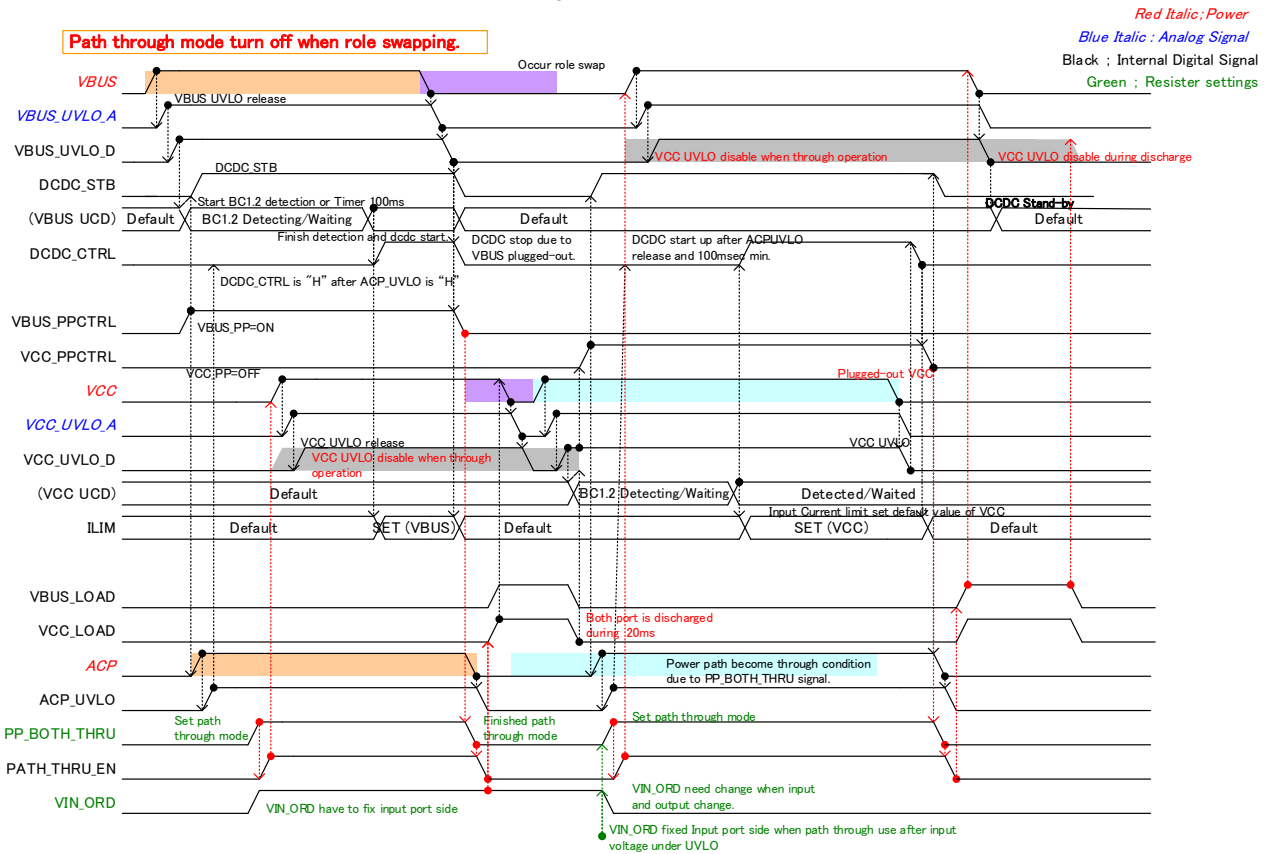 Red Italic; Power
Path through mode turn off when role swapping.
Blue Italic : Analog Signal
Black ; Internal Digital Signal
Green ; Resister settings
Occur role swap
VBUS
VBUS UVLO release
VBUS_UVLO_A
VBUS_UVLO_D
VCC UVLO disable when through operation
VCC UVLO disable during discharge
DCDC_STB
DCDC_STB
Start BC1.2 detection or Timer 100ms
DCDC Stand-by
(VBUS UCD)
Default
BC1.2 Detecting/Waiting
Default
Default
Finish detection and dcdc start.
DCDC_CTRL
DCDC stop due to
VBUS plugged-out.
DCDC start up after ACPUVLO
release and 100msec min.
DCDC_CTRL is "H" after ACP_UVLO is "H"
VBUS_PPCTRL
VBUS_PP=ON
VCC_PPCTRL
VCC_PP=OFF
Plugged-out VCC
VCC
VCC_UVLO_A
VCC UVLO release
VCC UVLO
VCC_UVLO_D
VCC UVLO disable when through
operation
(VCC UCD)
Default
BC1.2 Detecting/Waiting
Detected/Waited
Input Current limit set default value of VCC
ILIM
Default
SET (VBUS)
Default
SET (VCC)
Default
VBUS_LOAD
VCC_LOAD
Both port is discharged
during 20ms
ACP
Power path become through condition
due to PP_BOTH_THRU signal.
ACP_UVLO
PP_BOTH_THRU
Set path
through mode
Finished path
through mode
Set path through mode
PATH_THRU_EN
VIN_ORD
VIN_ORD have to fix input port side
VIN_ORD need change when input
and output change.
VIN_ORD fixed Input port side when path through use after input
voltage under UVLO